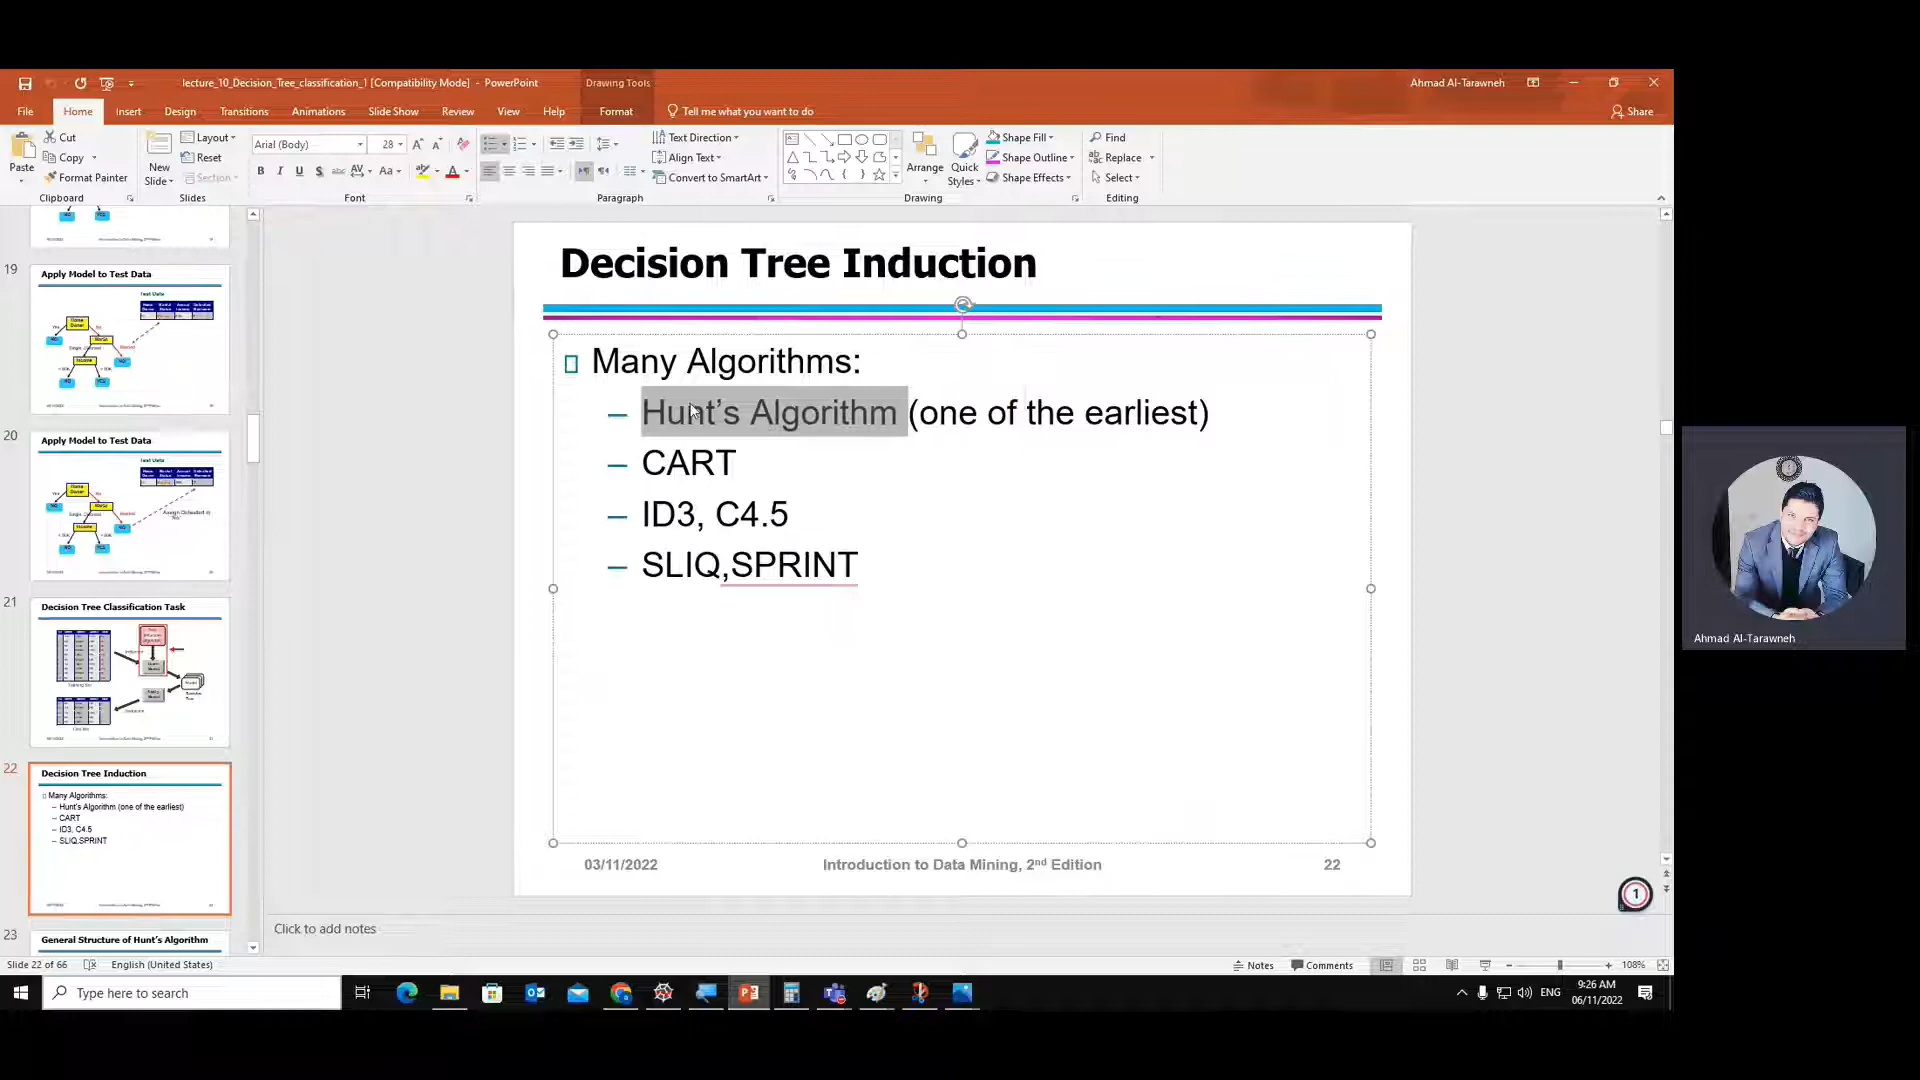 lecture_10_Decision_Tree_classification_1 [Compatibility Mode] - PowerPoint
Drawing Tools
Ahmad Al-Tarawneh
File
Home
Insert
Design
Transitions
Animations
Slide Show
Review
View
Help
Format
Tell me what you want to do
Share
Paste
Cut
Copy
Format Painter
Clipboard
New
Slide
Layout
Reset
Section
Slides
Arial (Body)
28
Font
Paragraph
Text Direction
Align Text
Convert to SmartArt
Arrange
Quick
Styles
Shape Fill
Shape Outline
Shape Effects
Drawing
Find
Replace
Select
Editing
NO
YES
19
Apply Model to Test Data
Test Data
20
Apply Model to Test Data
Test Data
21
Decision Tree Classification Task
22
Decision Tree Induction
Many Algorithms:
– Hunt's Algorithm (one of the earliest)
– CART
– ID3, C4.5
– SLIQ,SPRINT
23
General Structure of Hunt's Algorithm
Decision Tree Induction
Many Algorithms:
– Hunt’s Algorithm (one of the earliest)
– CART
– ID3, C4.5
– SLIQ,SPRINT
03/11/2022
Introduction to Data Mining, 2nd Edition
22
1
Click to add notes
Ahmad Al-Tarawneh
Slide 22 of 66
English (United States)
Notes
Comments
108%
Type here to search
ENG
9:26 AM
06/11/2022